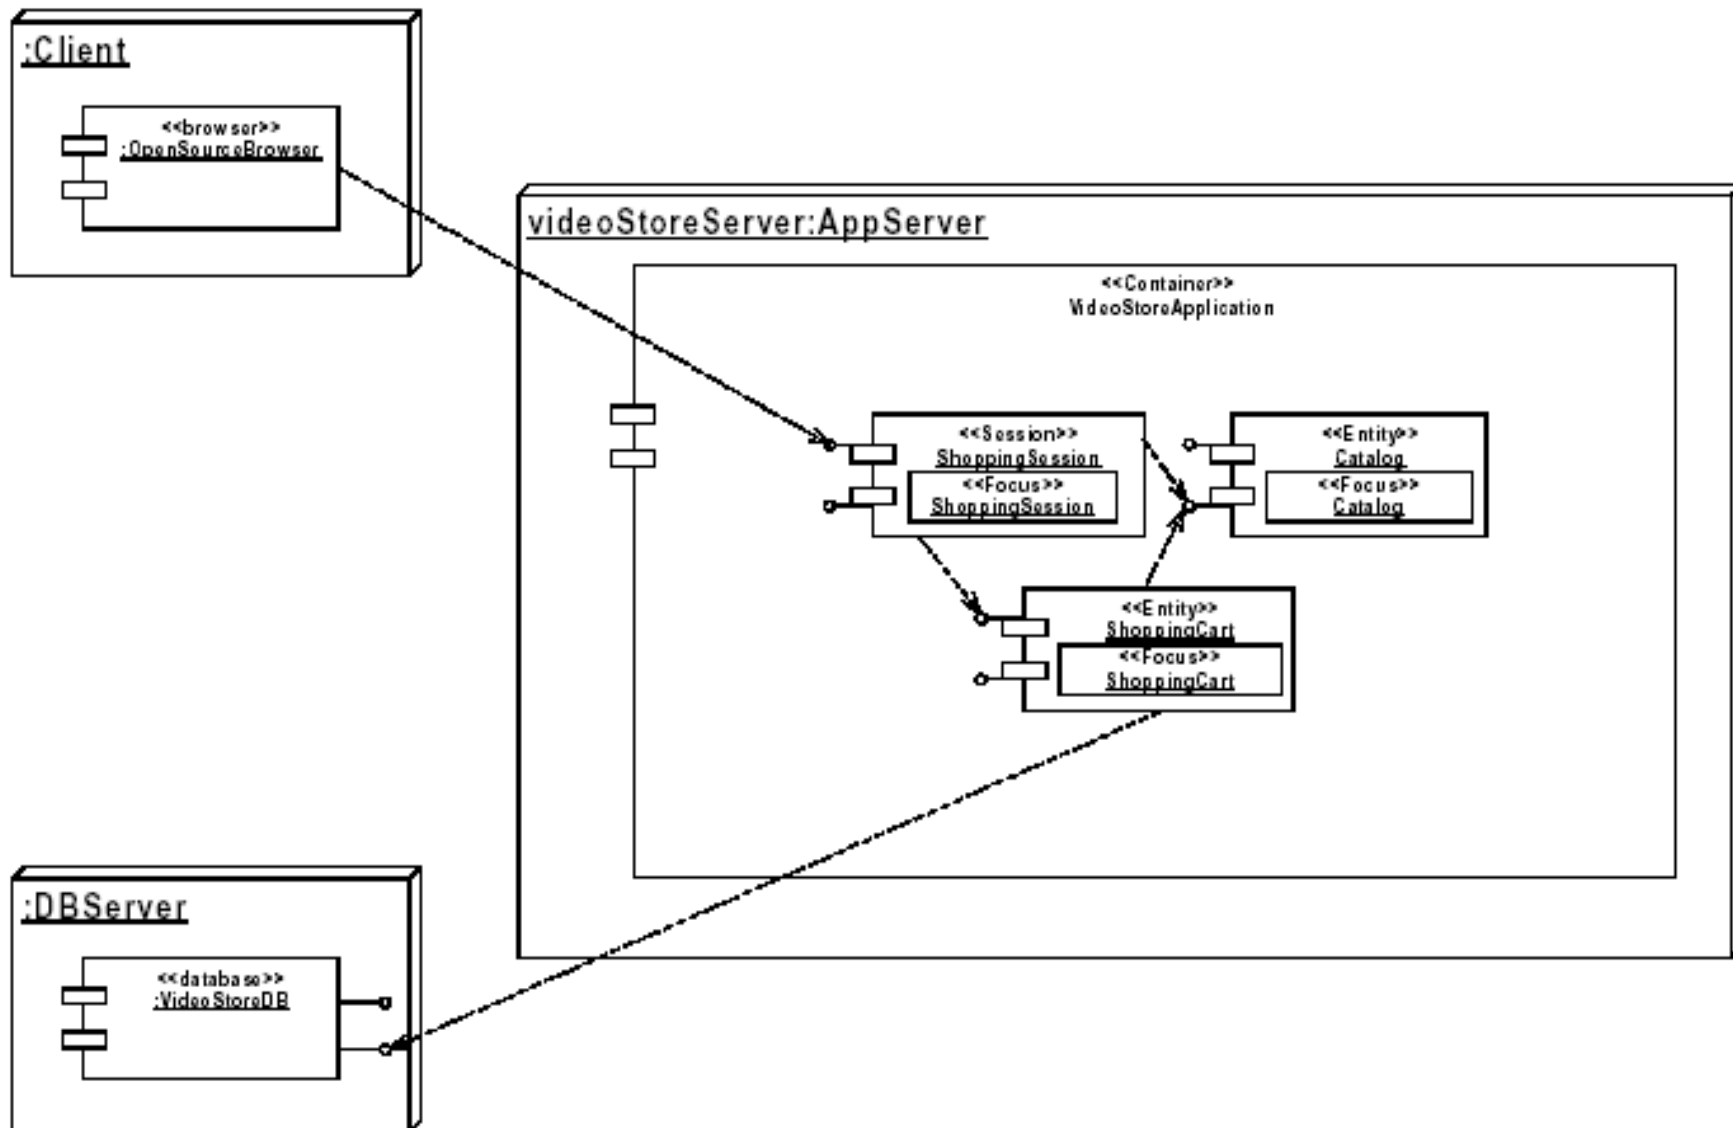 :Client
<<browser>>
:OpenSourceBrowser
videoStoreServer:AppServer
<<Container>>
VideoStoreApplication
<<Session>>
ShoppingSession
<<Focus>>
ShoppingSession
<<Entity>>
Catalog
<<Focus>>
Catalog
<<Entity>>
ShoppingCart
<<Focus>>
ShoppingCart
:DBServer
<<database>>
:VideoStoreDB